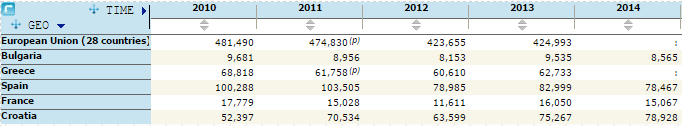 TIME 2010 2011 2012 2013 2014
GEO
European Union (28 countries) 481,490 474,830(p) 423,655 424,993 :
Bulgaria 9,681 8,956 8,153 9,535 8,565
Greece 68,818 61,758(p) 60,610 62,733 :
Spain 100,288 103,505 78,985 82,999 78,467
France 17,779 15,028 11,611 16,050 15,067
Croatia 52,397 70,534 63,599 75,267 78,928